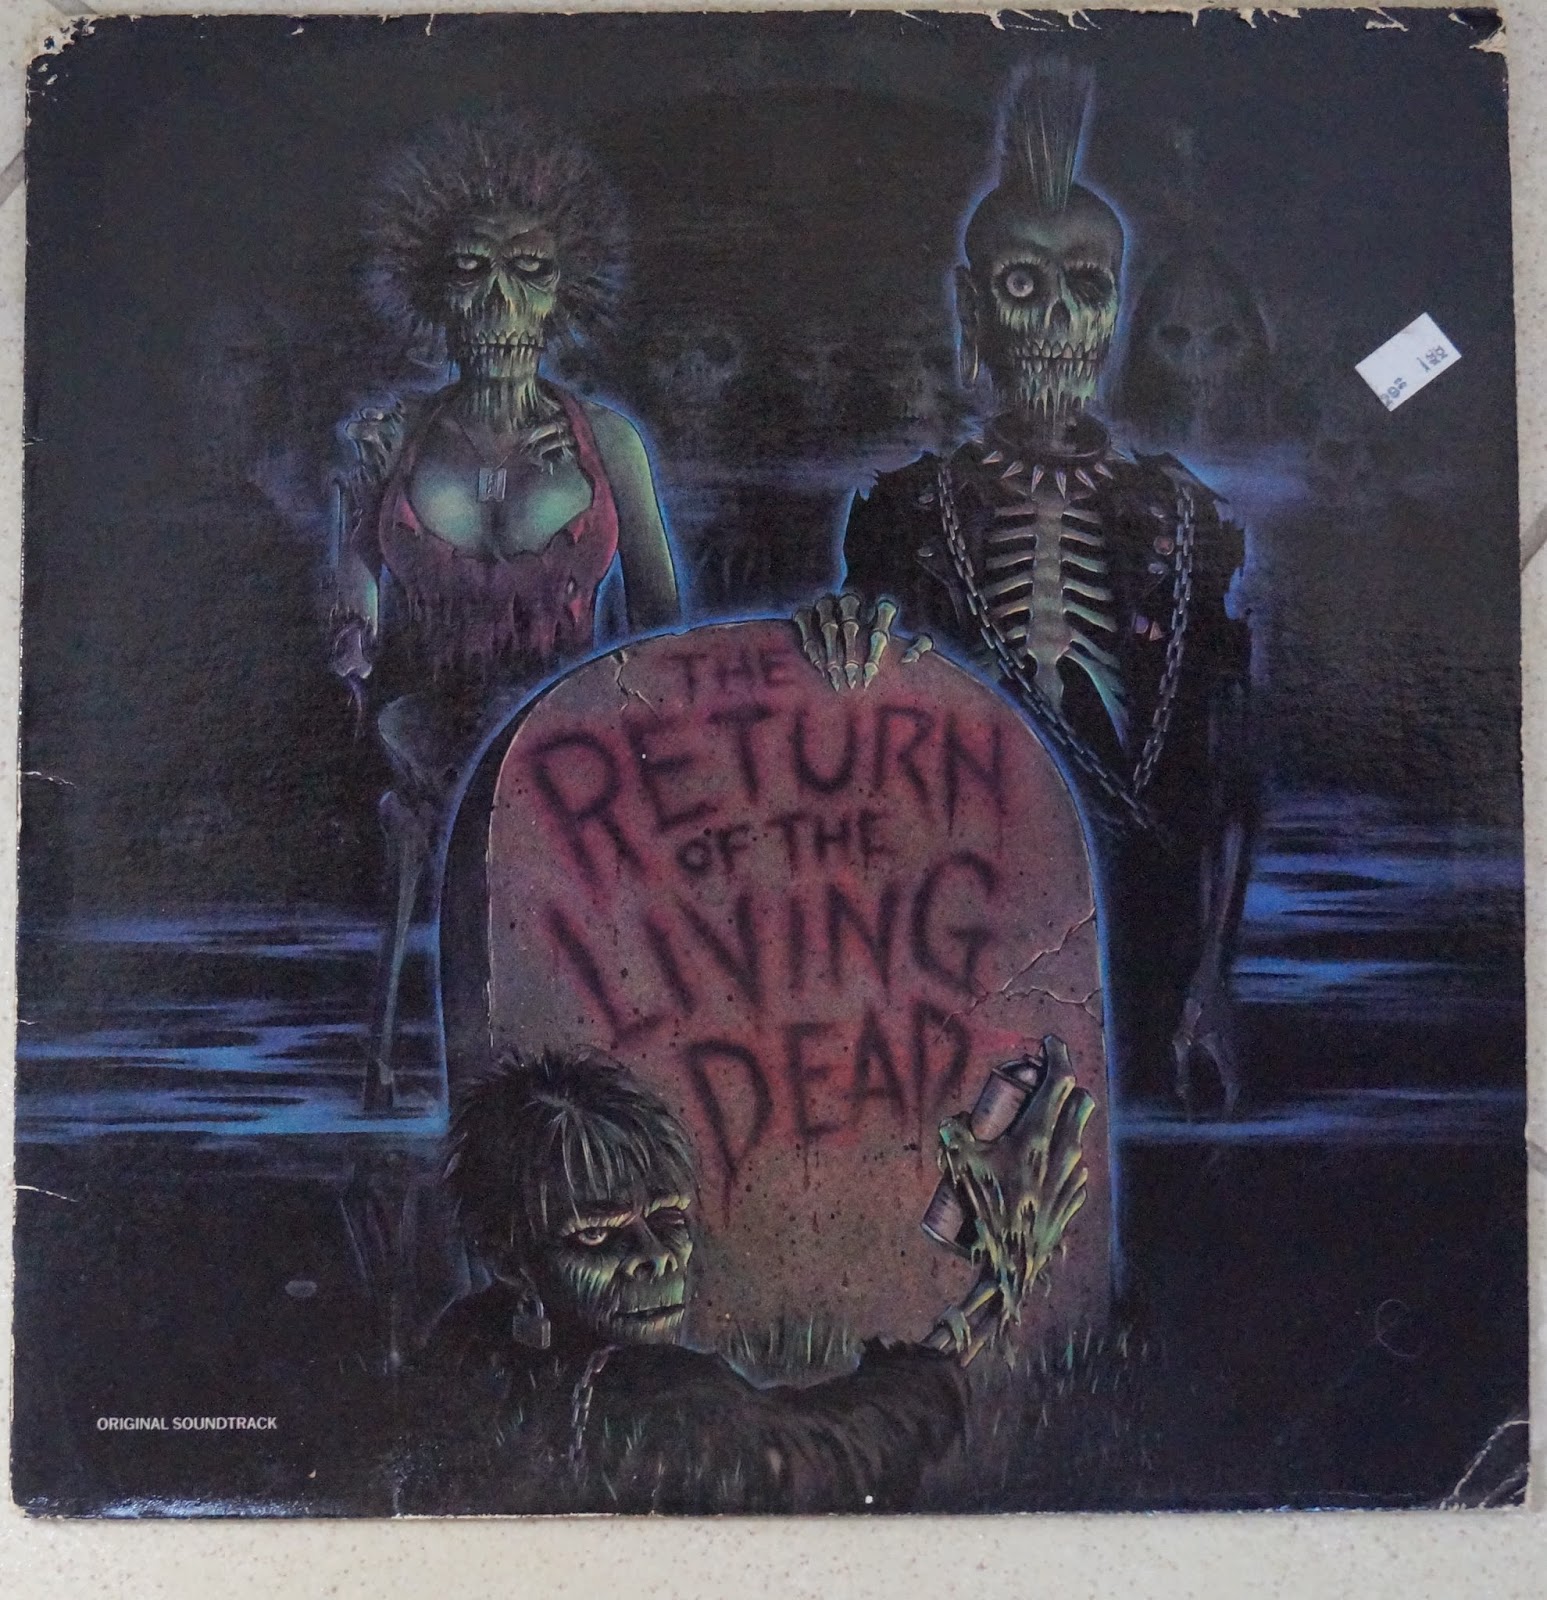 THE
RETURN
OF THE
LIVING
DEAD
ORIGINAL SOUNDTRACK